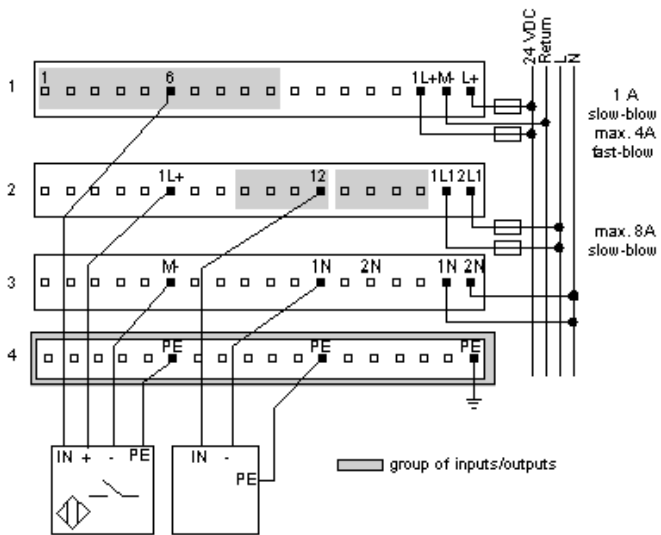 24 VDC
Return
L
N
1
1 6 1L+ M- L+
1 A
slow-blow
max. 4A
fast-blow
2
1L+ 12 1L1 2L1
max. 8A
slow-blow
3
M- 1N 2N 1N 2N
4
PE PE PE
IN + - PE
IN -
PE
group of inputs/outputs